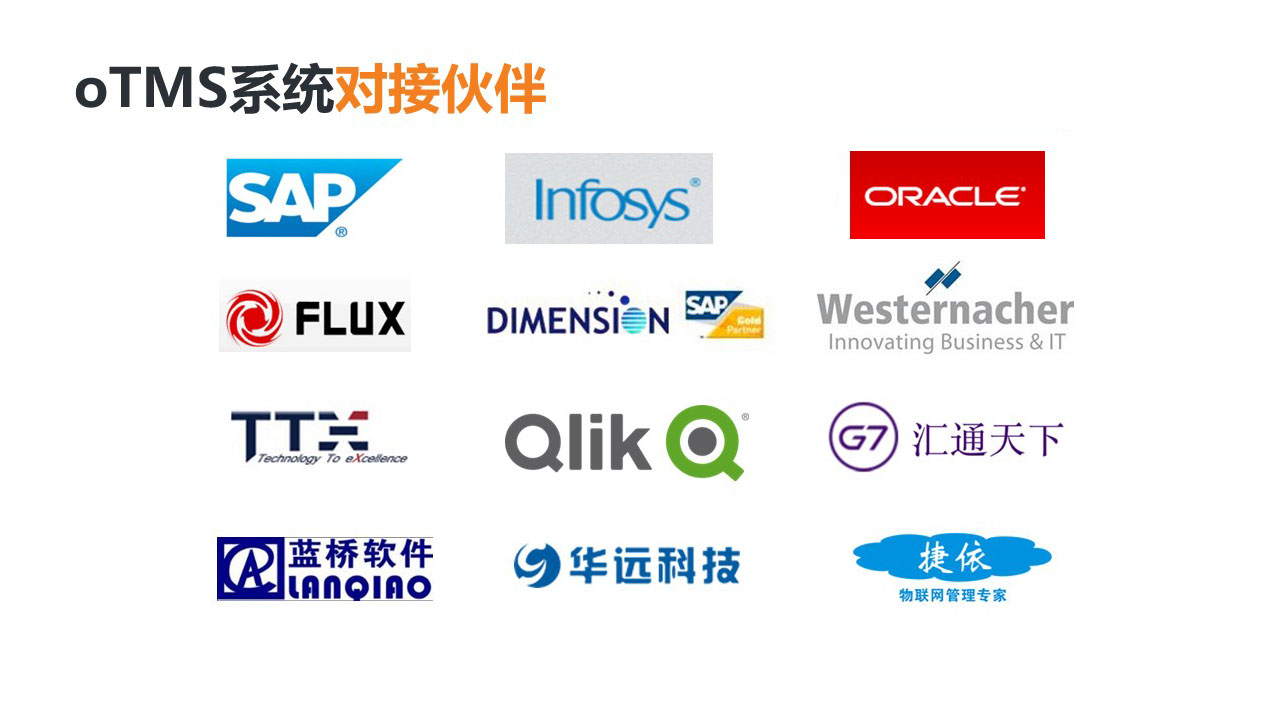 oTMS系统对接伙伴
SAP ®
Infosys®
ORACLE®
FLUX
DIMENSION
SAP
Gold
Partner
Westernacher
Innovating Business & IT
TTX
Technology To eXcellence
Qlik Q®
G7 汇通天下
蓝桥软件
LANQIAO
华远科技
捷依
物联网管理专家